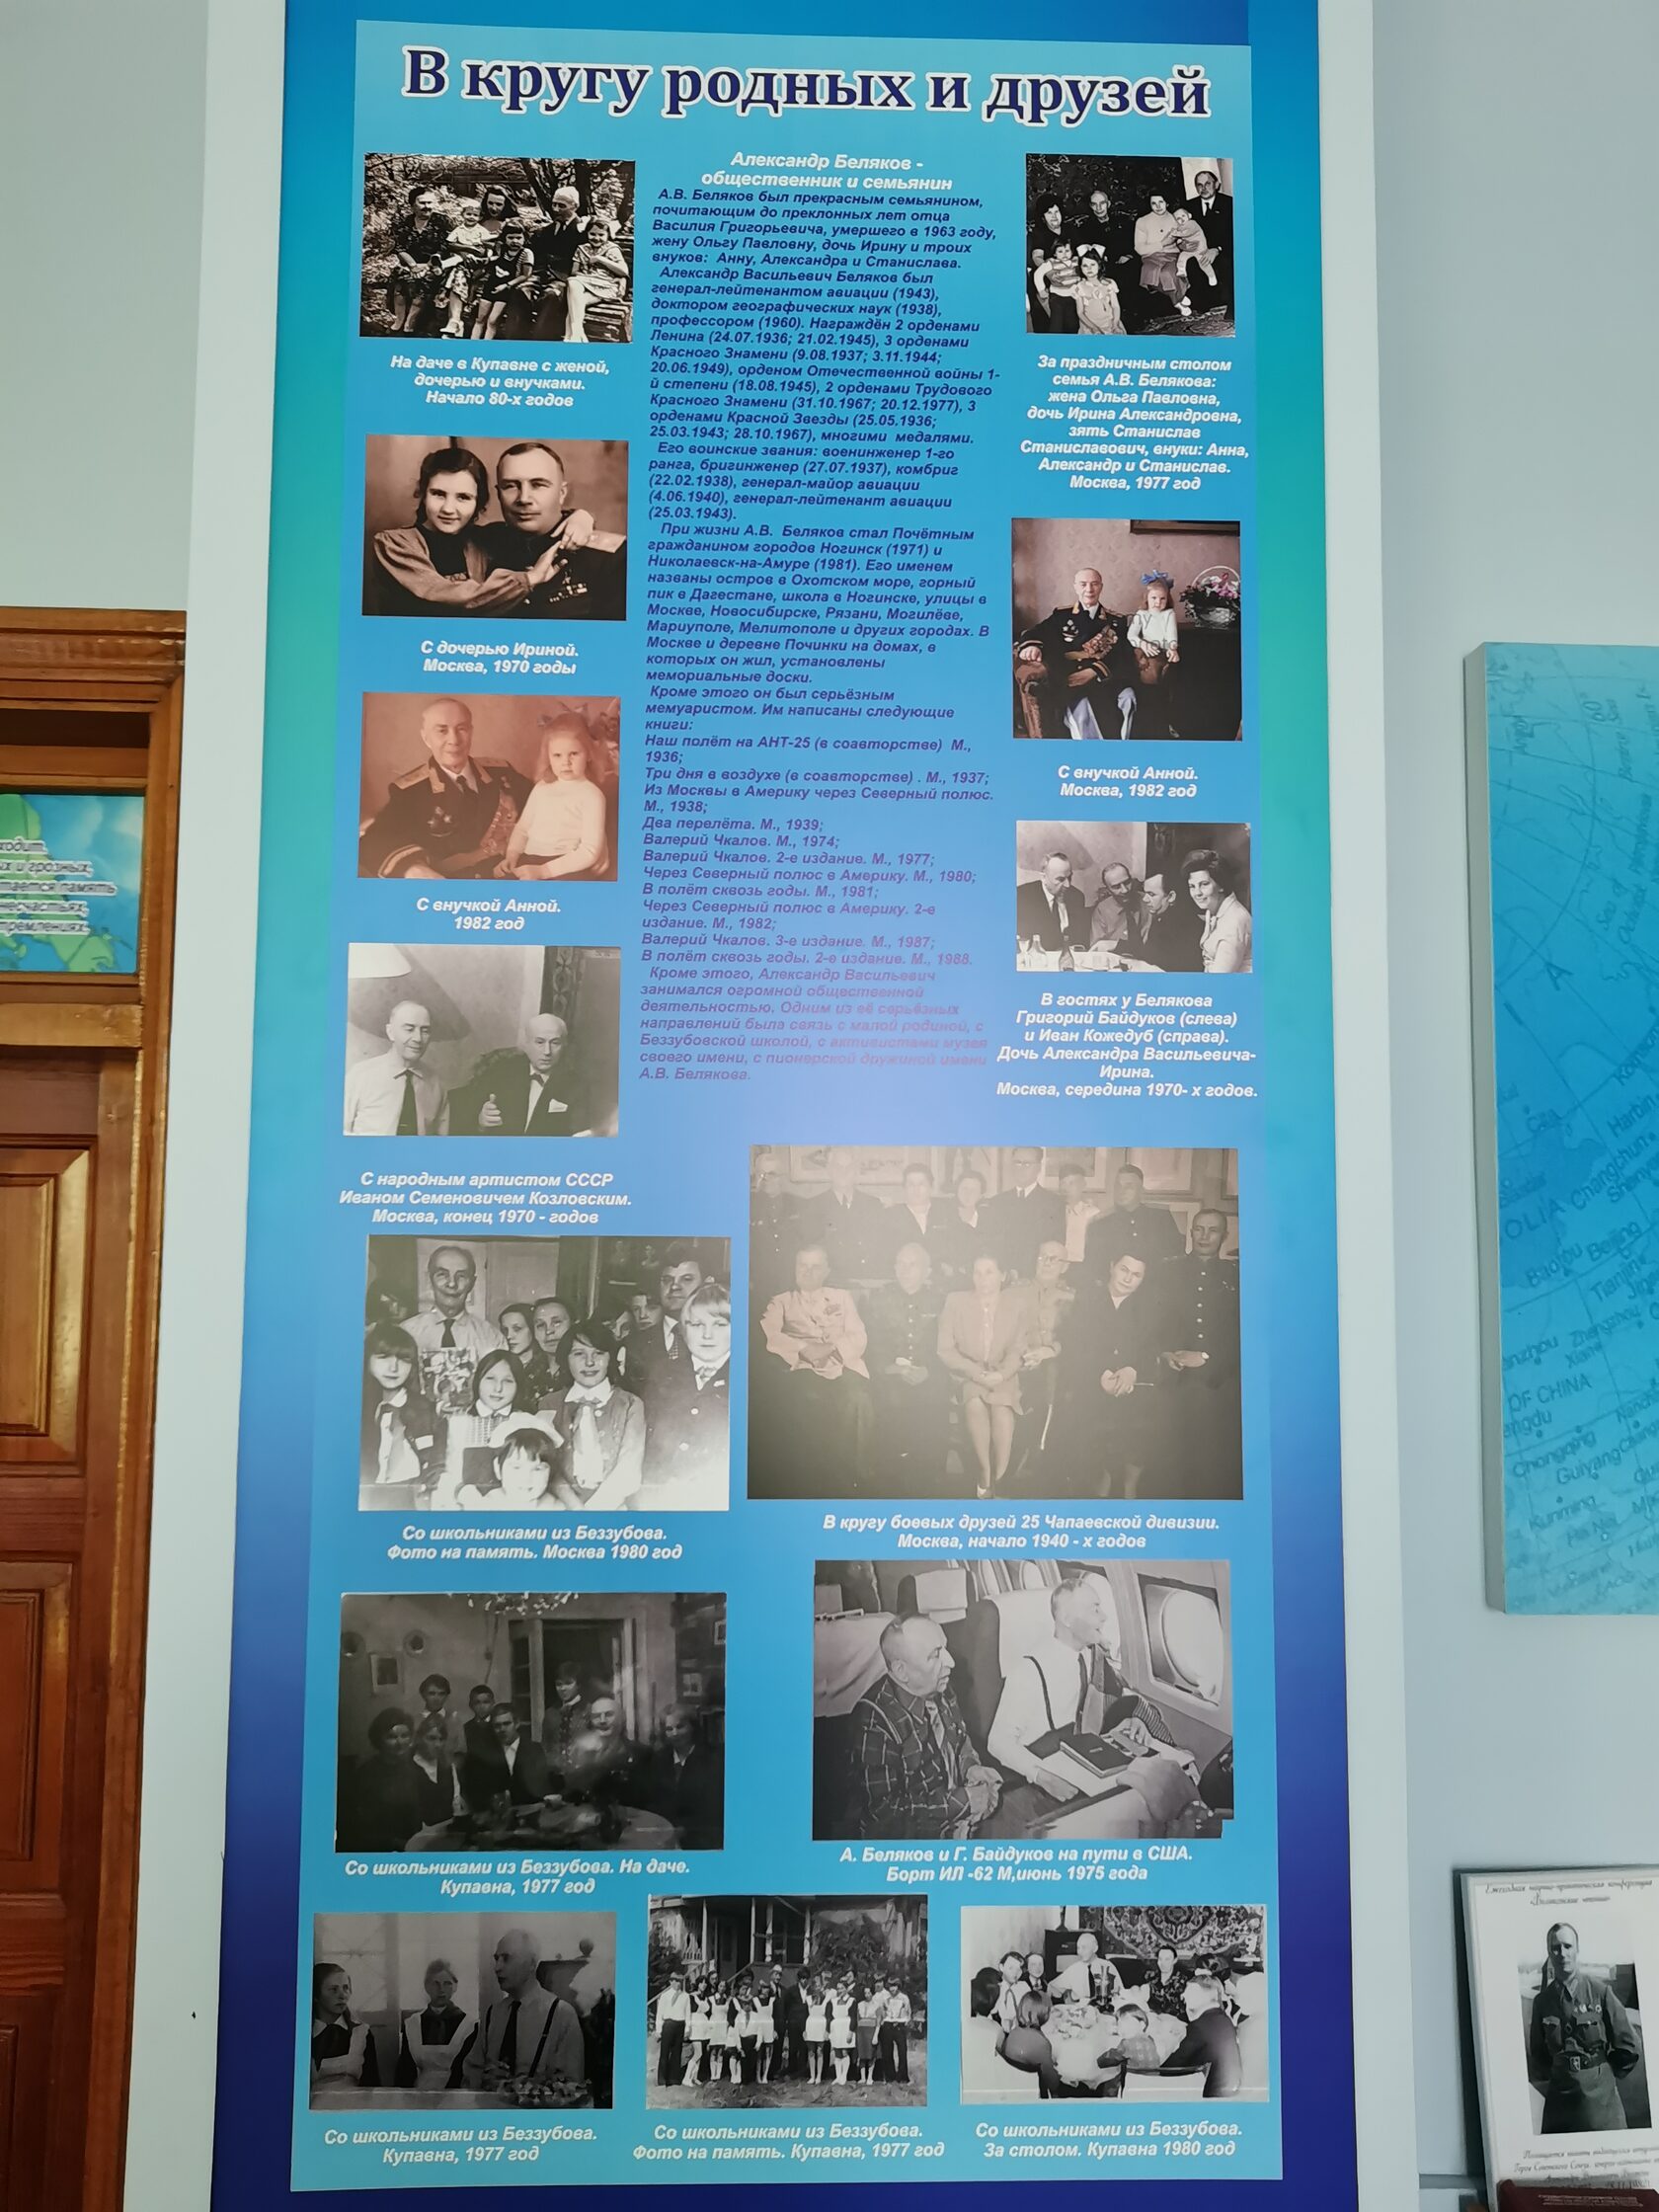 В кругу родных и друзей
Александр Беляков -
общественник и семьянин
А.В. Беляков был прекрасным семьянином,
почитающим до преклонных лет отца
Василия Григорьевича, умершего в 1963 году,
жену Ольгу Павловну, дочь Ирину и троих
внуков: Анну, Александра и Станислава.
Александр Васильевич Беляков был
генерал-лейтенантом авиации (1943),
доктором географических наук (1938),
профессором (1960). Награждён 2 орденами
Ленина (24.07.1936; 21.02.1945), 3 орденами
Красного Знамени (9.08.1937; 3.11.1944;
20.06.1949), орденом Отечественной войны 1-
й степени (18.08.1945), 2 орденами Трудового
Красного Знамени (31.10.1967; 20.12.1977), 3
орденами Красной Звезды (25.05.1936;
25.03.1943; 28.10.1967), многими медалями.
Его воинские звания: военинженер 1-го
ранга, бригинженер (27.07.1937), комбриг
(22.02.1938), генерал-майор авиации
(4.06.1940), генерал-лейтенант авиации
(25.03.1943).
При жизни А.В. Беляков стал Почётным
гражданином городов Ногинск (1971) и
Николаевск-на-Амуре (1981). Его именем
названы остров в Охотском море, горный
пик в Дагестане, школа в Ногинске, улицы в
Москве, Новосибирске, Рязани, Могилёве,
Мариуполе, Мелитополе и других городах. В
Москве и деревне Починки на домах, в
которых он жил, установлены
мемориальные доски.
Кроме этого он был серьёзным
мемуаристом. Им написаны следующие
книги:
Наш полёт на АНТ-25 (в соавторстве) М.,
1936;
Три дня в воздухе (в соавторстве) . М., 1937;
Из Москвы в Америку через Северный полюс.
М., 1938;
Два перелёта. М., 1939;
Валерий Чкалов. М., 1974;
Валерий Чкалов. 2-е издание. М., 1977;
Через Северный полюс в Америку. М., 1980;
В полёт сквозь годы. М., 1981;
Через Северный полюс в Америку. 2-е
издание. М., 1982;
Валерий Чкалов. 3-е издание. М., 1987;
В полёт сквозь годы. 2-е издание. М., 1988.
Кроме этого, Александр Васильевич
занимался огромной общественной
деятельностью. Одним из её серьёзных
направлений была связь с малой родиной, с
Беззубовской школой, с активистами музея
своего имени, с пионерской дружиной имени
А.В. Белякова.
На даче в Купавне с женой,
дочерью и внучками.
Начало 80-х годов
С дочерью Ириной.
Москва, 1970 годы
С внучкой Анной.
1982 год
С народным артистом СССР
Иваном Семеновичем Козловским.
Москва, конец 1970 - годов
За праздничным столом
семья А.В. Белякова:
жена Ольга Павловна,
дочь Ирина Александровна,
зять Станислав
Станиславович, внуки: Анна,
Александр и Станислав.
Москва, 1977 год
С внучкой Анной.
Москва, 1982 год
В гостях у Белякова
Григорий Байдуков (слева)
и Иван Кожедуб (справа).
Дочь Александра Васильевича-
Ирина.
Москва, середина 1970- х годов.
Со школьниками из Беззубова.
Фото на память. Москва 1980 год
В кругу боевых друзей 25 Чапаевской дивизии.
Москва, начало 1940 - х годов
Со школьниками из Беззубова. На даче.
Купавна, 1977 год
А. Беляков и Г. Байдуков на пути в США.
Борт ИЛ -62 М,июнь 1975 года
Со школьниками из Беззубова.
Купавна, 1977 год
Со школьниками из Беззубова.
Фото на память. Купавна, 1977 год
Со школьниками из Беззубова.
За столом. Купавна 1980 год
память
Harbin
Changchun
OLIA
Baotou Beijing
Tianjin
Zhengzhou
OF CHINA
Chongqing
Guiyang
Kunming
Ежегодная научно-практическая конференция